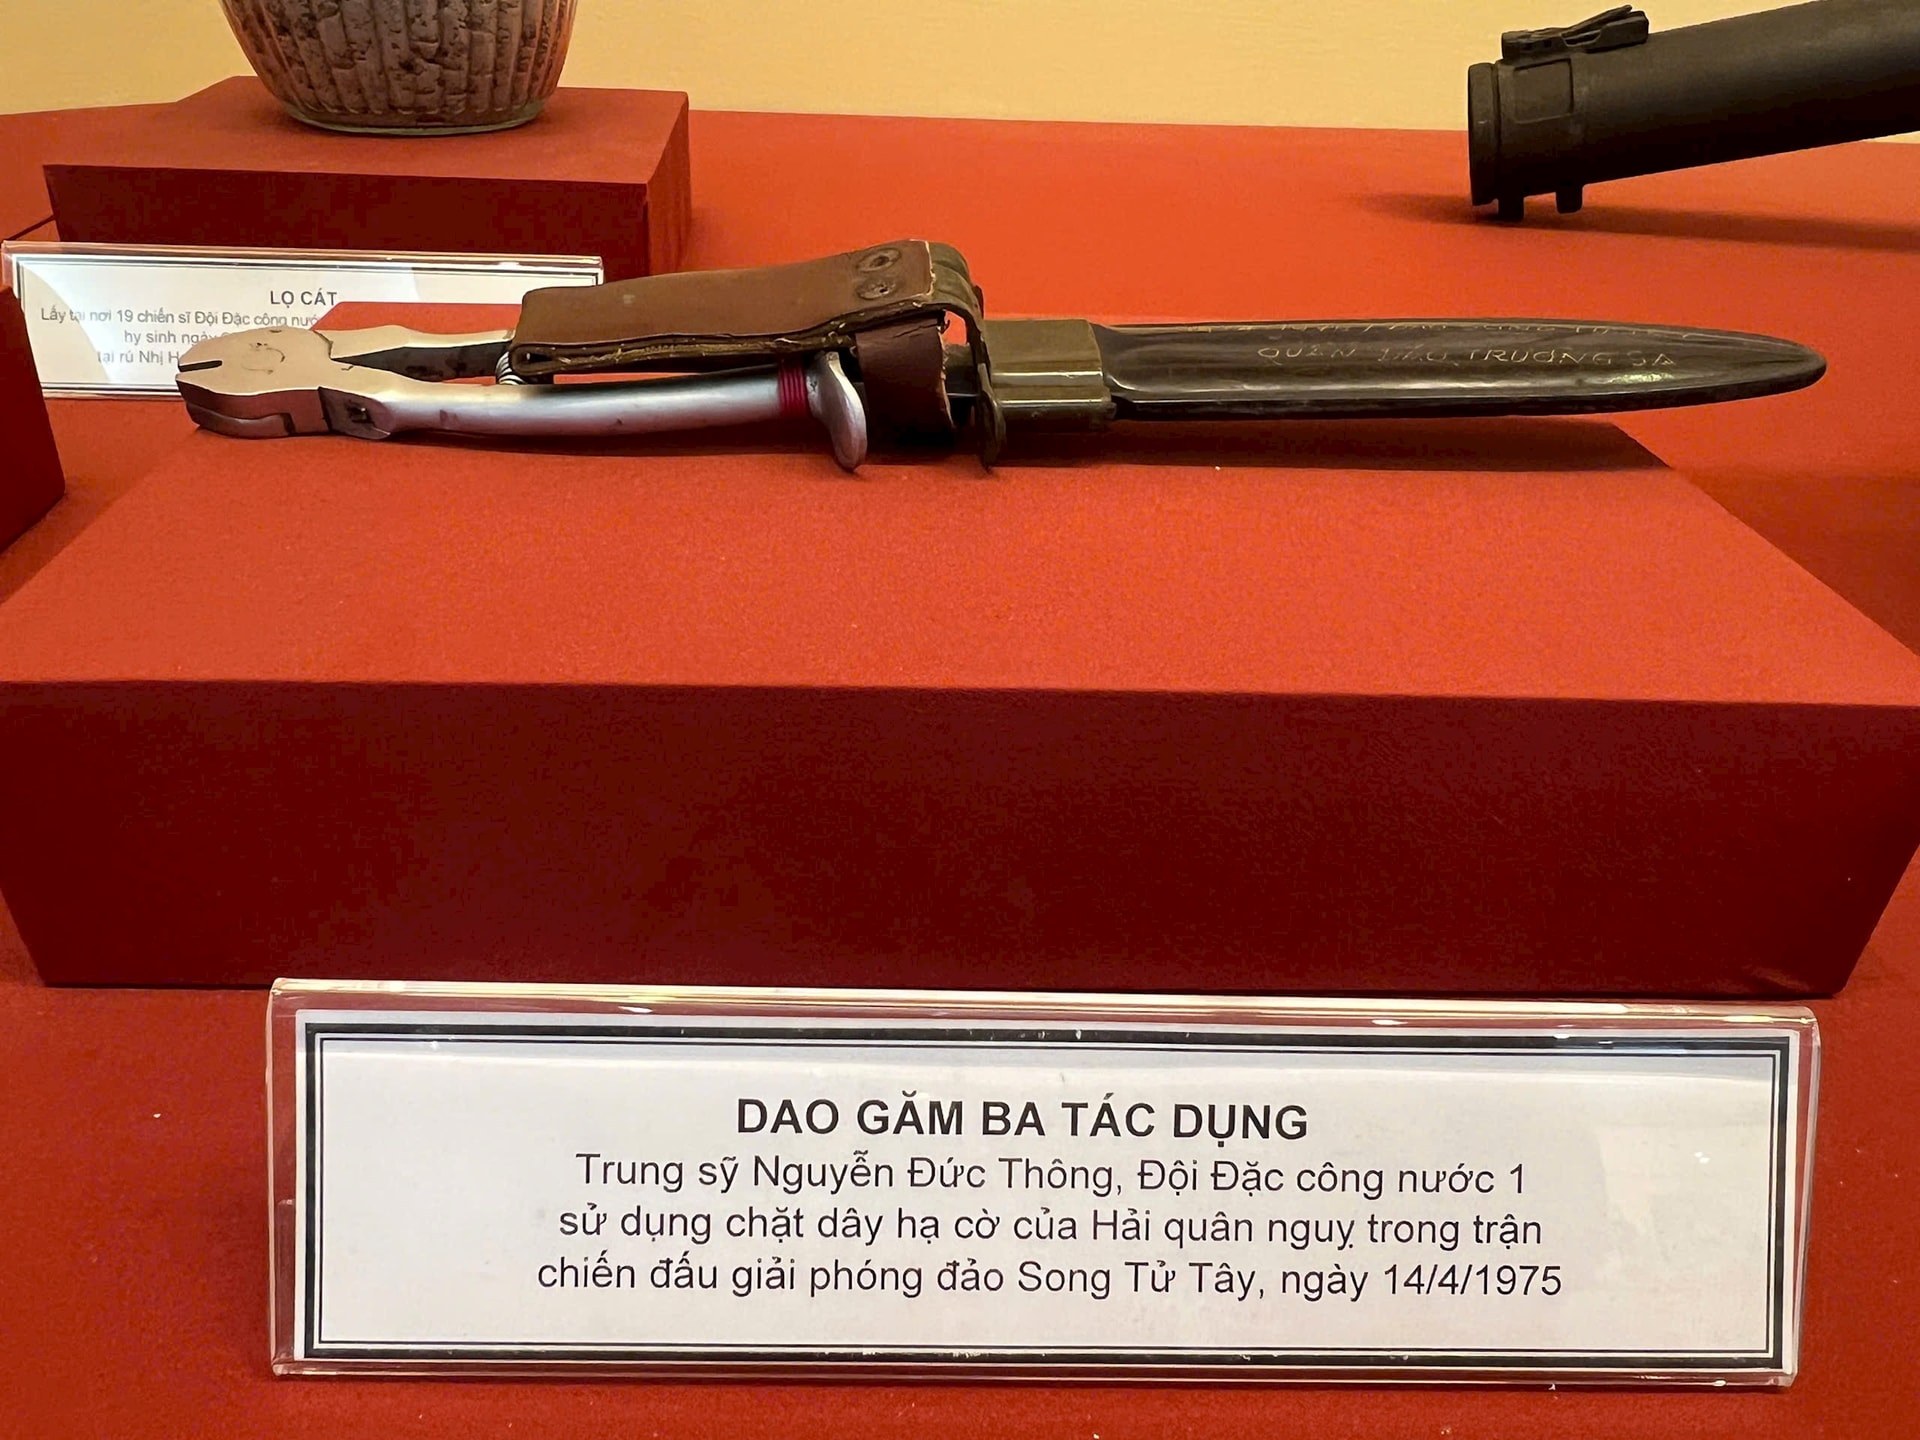 LỌ CÁT
Lấy tại nơi 19 chiến sĩ Đội Đặc công nước
hy sinh ngày
tại rú Nhị
QUẦN ĐẢO TRƯỜNG SA
DAO GĂM BA TÁC DỤNG
Trung sỹ Nguyễn Đức Thông, Đội Đặc công nước 1
sử dụng chặt dây hạ cờ của Hải quân nguỵ trong trận
chiến đấu giải phóng đảo Song Tử Tây, ngày 14/4/1975